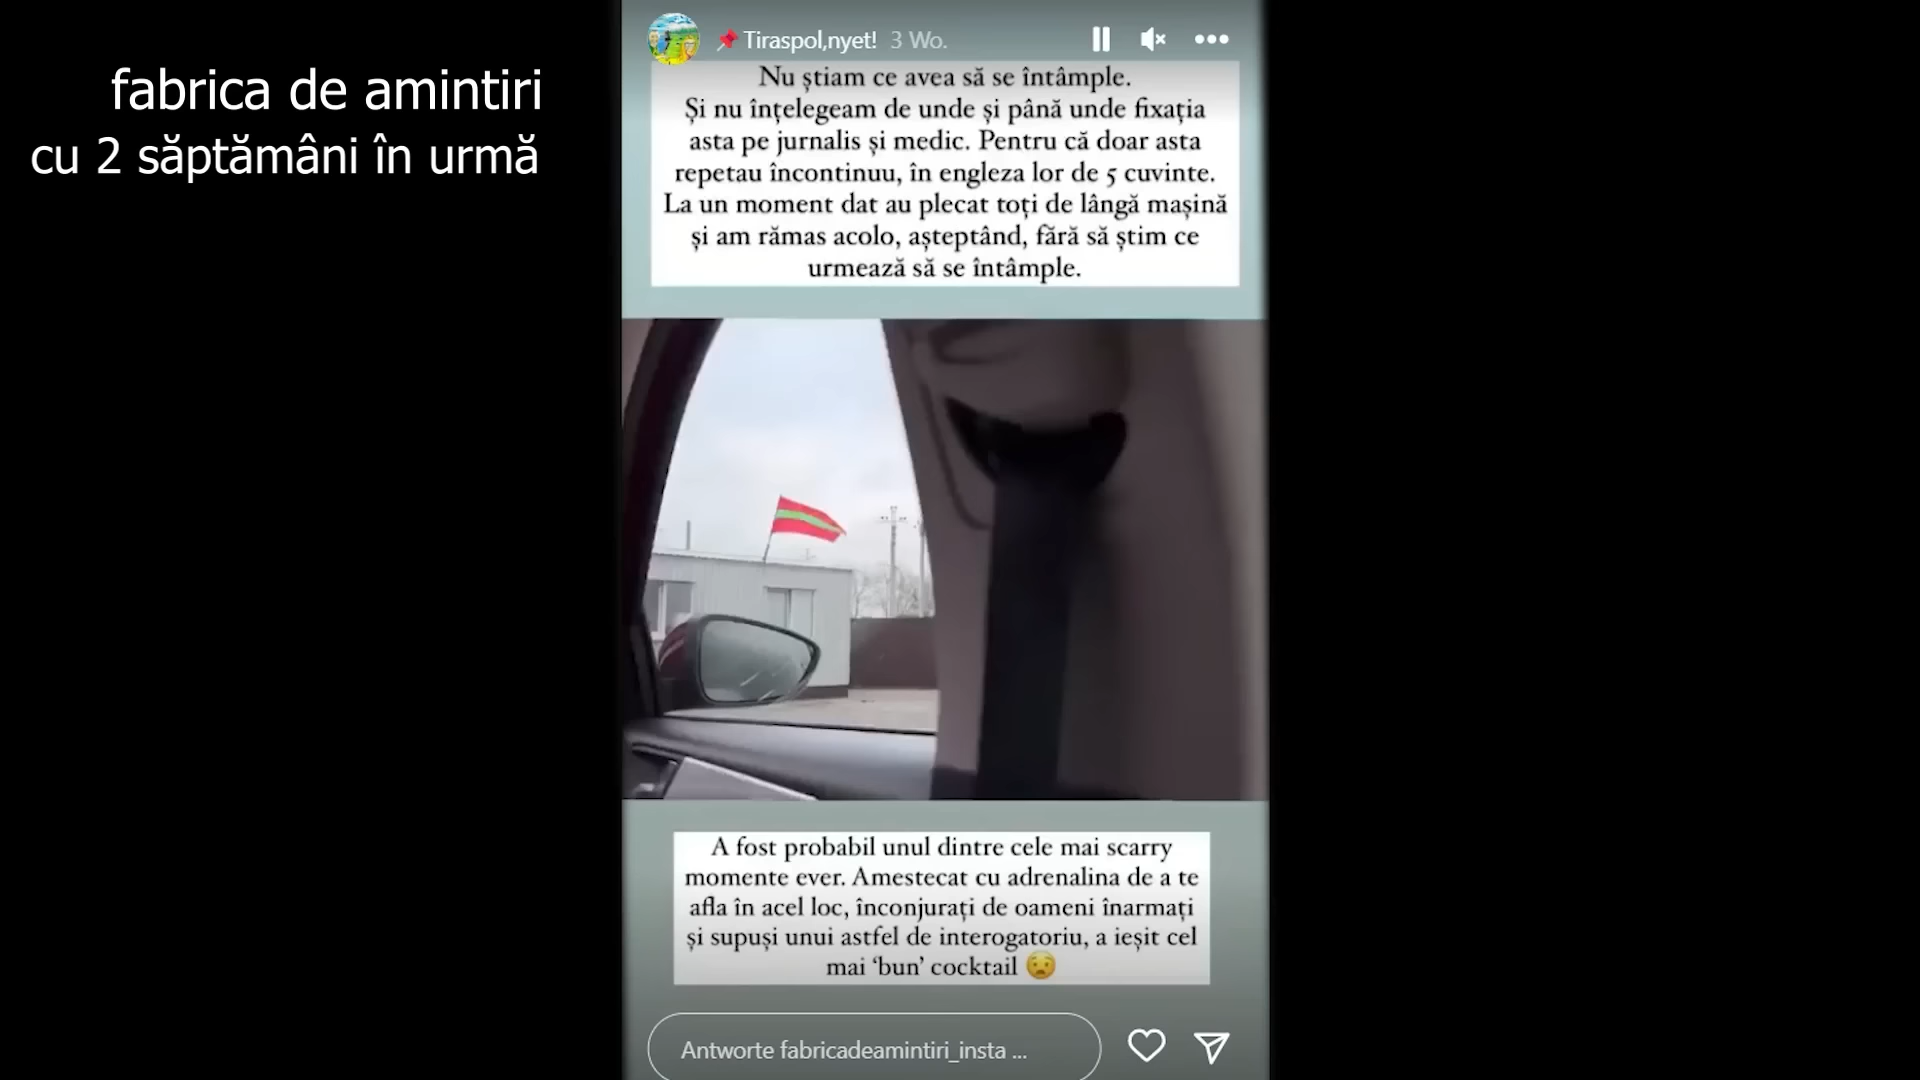 fabrica de amintiri
cu 2 săptămâni în urmă
Tiraspol,nyet! 3 Wo.
Nu știam ce avea să se întâmple.
Și nu înțelegeam de unde și până unde fixația
asta pe jurnalis și medic. Pentru că doar asta
repetau încontinuu, în engleza lor de 5 cuvinte.
La un moment dat au plecat toți de lângă mașină
și am rămas acolo, așteptând, fără să știm ce
urmează să se întâmple.
A fost probabil unul dintre cele mai scarry
momente ever. Amestecat cu adrenalina de a te
afla în acel loc, înconjurați de oameni înarmați
și supuși unui astfel de interogatoriu, a ieșit cel
mai ‘bun’ cocktail 😧
Antworte fabricadeamintiri_insta ...